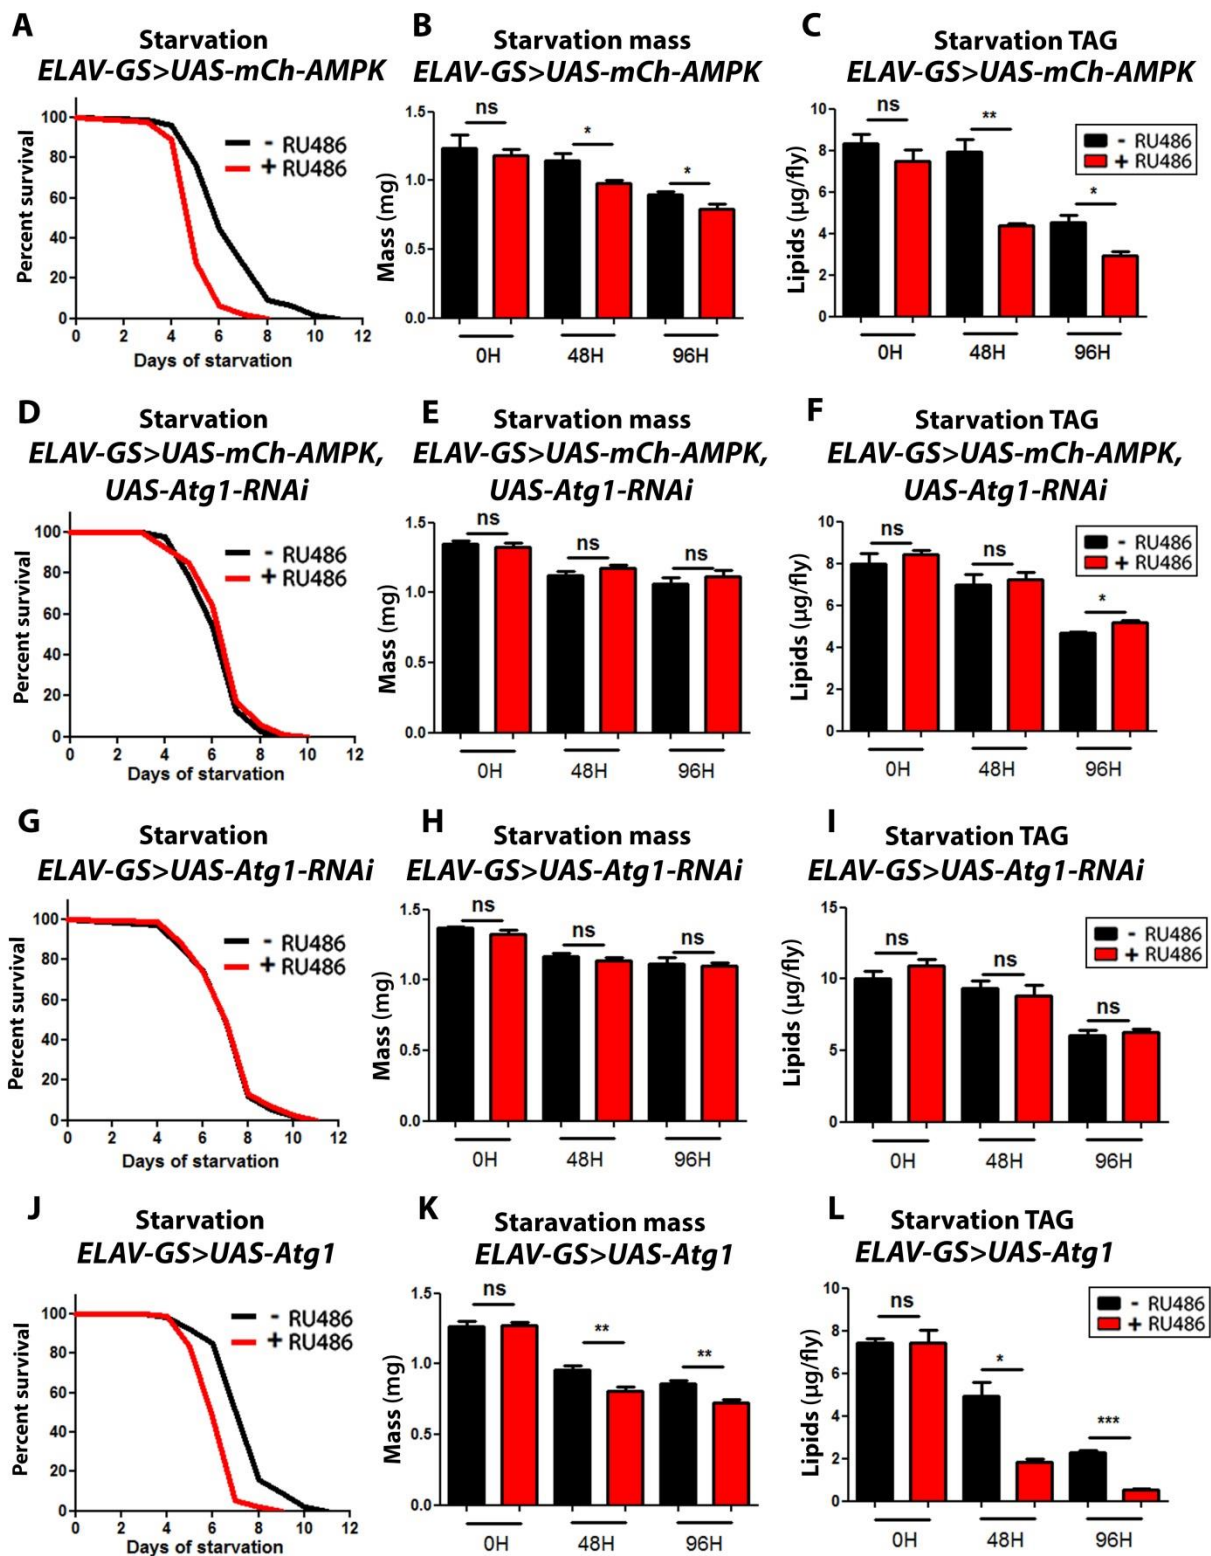 A
Starvation
ELAV-GS>UAS-mCh-AMPK
Percent survival
100
80
60
40
20
0
- RU486
+ RU486
0 2 4 6 8 10 12
Days of starvation
B
Starvation mass
ELAV-GS>UAS-mCh-AMPK
Mass (mg)
1.5
1.0
0.5
0.0
ns
*
*
0H 48H 96H
C
Starvation TAG
ELAV-GS>UAS-mCh-AMPK
Lipids (µg/fly)
10
8
6
4
2
0
ns
**
*
- RU486
+ RU486
0H 48H 96H
D
Starvation
ELAV-GS>UAS-mCh-AMPK,
UAS-Atg1-RNAi
Percent survival
100
80
60
40
20
0
- RU486
+ RU486
0 2 4 6 8 10 12
Days of starvation
E
Starvation mass
ELAV-GS>UAS-mCh-AMPK,
UAS-Atg1-RNAi
Mass (mg)
1.5
1.0
0.5
0.0
ns
ns
ns
0H 48H 96H
F
Starvation TAG
ELAV-GS>UAS-mCh-AMPK,
UAS-Atg1-RNAi
Lipids (µg/fly)
10
8
6
4
2
0
ns
ns
*
- RU486
+ RU486
0H 48H 96H
G
Starvation
ELAV-GS>UAS-Atg1-RNAi
Percent survival
100
80
60
40
20
0
- RU486
+ RU486
0 2 4 6 8 10 12
Days of starvation
H
Starvation mass
ELAV-GS>UAS-Atg1-RNAi
Mass (mg)
1.5
1.0
0.5
0.0
ns
ns
ns
0H 48H 96H
I
Starvation TAG
ELAV-GS>UAS-Atg1-RNAi
Lipids (µg/fly)
15
10
5
0
ns
ns
ns
- RU486
+ RU486
0H 48H 96H
J
Starvation
ELAV-GS>UAS-Atg1
Percent survival
100
80
60
40
20
0
- RU486
+ RU486
0 2 4 6 8 10 12
Days of starvation
K
Staravation mass
ELAV-GS>UAS-Atg1
Mass (mg)
1.5
1.0
0.5
0.0
ns
**
**
0H 48H 96H
L
Starvation TAG
ELAV-GS>UAS-Atg1
Lipids (µg/fly)
10
8
6
4
2
0
ns
*
***
- RU486
+ RU486
0H 48H 96H